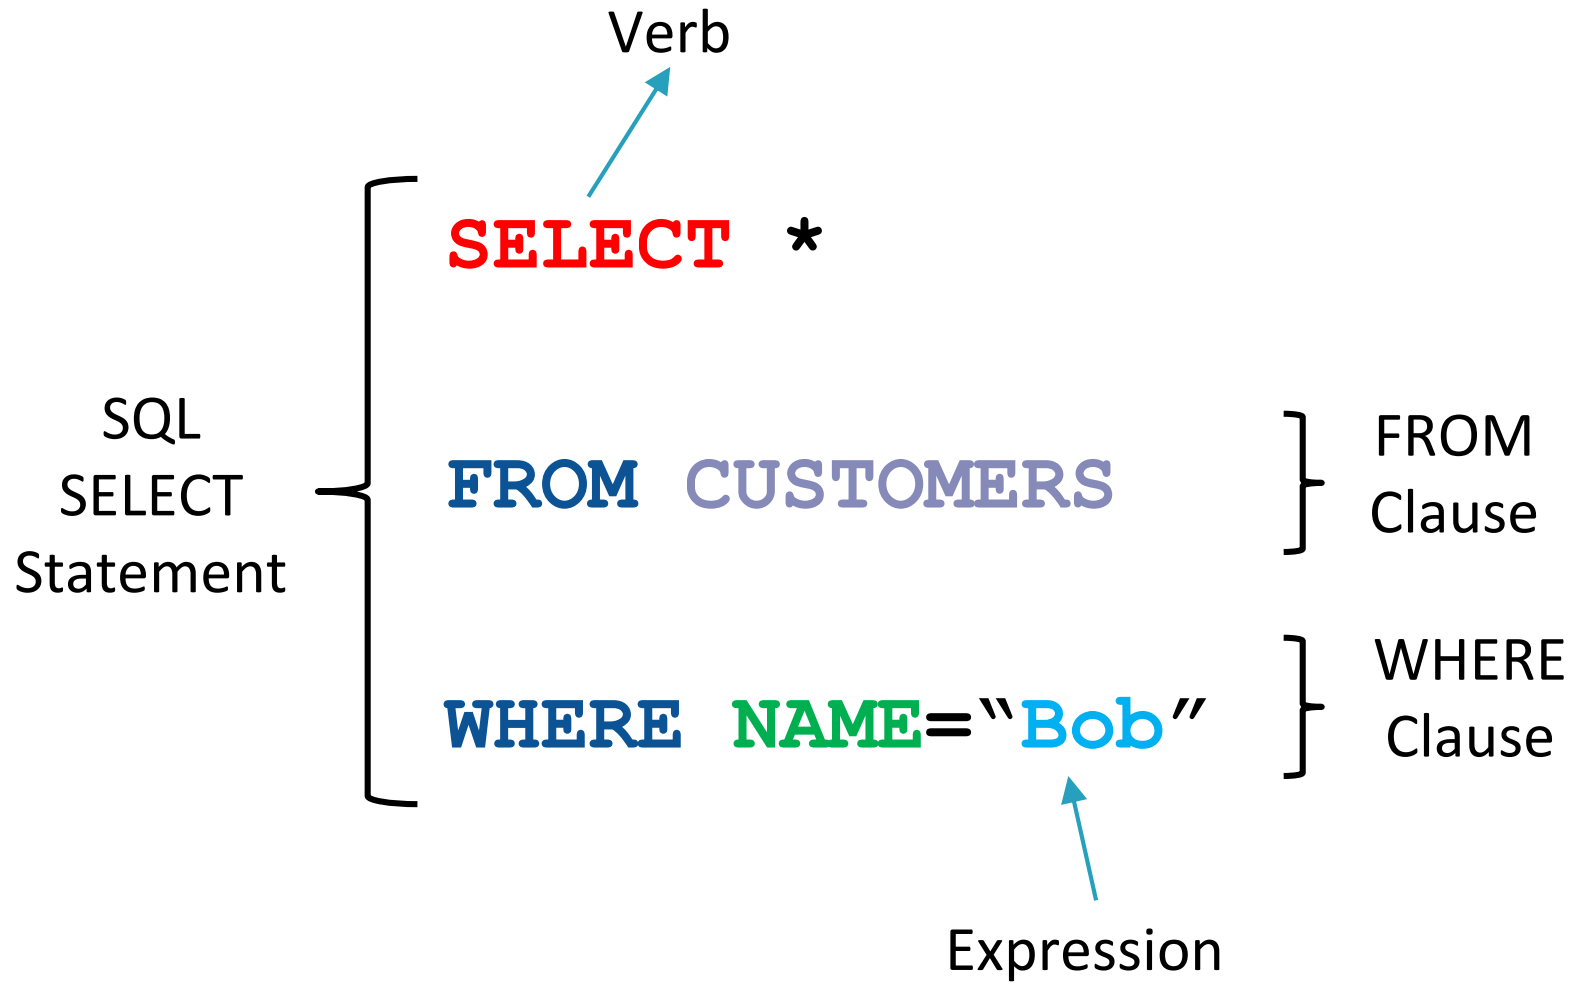 Verb
SELECT *
SQL
SELECT
Statement
FROM CUSTOMERS
FROM
Clause
WHERE NAME=“Bob”
WHERE
Clause
Expression